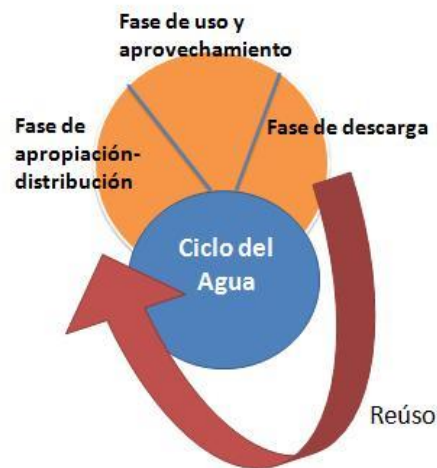 Fase de uso y
aprovechamiento
Fase de
apropiación-
distribución
Fase de descarga
Ciclo del
Agua
Reúso